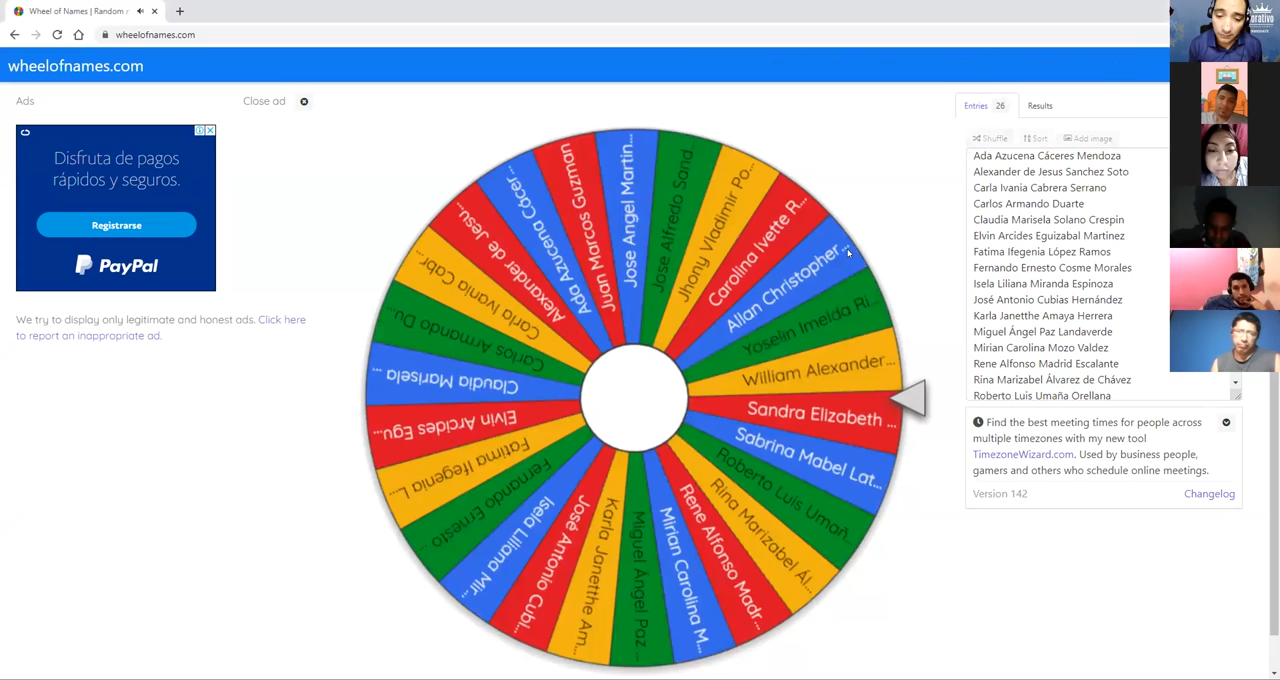 Wheel of Names | Random
wheelofnames.com
wheelofnames.com
Ads
Close ad
Disfruta de pagos
rápidos y seguros.
Registrarse
PayPal
We try to display only legitimate and honest ads. Click here
to report an inappropriate ad.
Jose Angel Martin...
Jose Alfredo Sand...
Jhony Vladimir Po...
Carolina Ivette R...
Allan Christopher...
Yoselin Imelda Ri...
William Alexander...
Sandra Elizabeth ...
Sabrina Mabel Lat...
Roberto Luis Umañ...
Rina Marizabel Ál...
Rene Alfonso Madr...
Mirian Carolina M...
Miguel Ángel Paz ...
Karla Janetthe Am...
José Antonio Cubi...
Isela Liliana Mir...
Fernando Ernesto ...
Fatima Ifegenia L...
Elvin Arcides Egu...
Claudia Marisela ...
Carlos Armando Du...
Carla Ivania Cabr...
Alexander de Jesu...
Ada Azucena Cácer...
Juan Marcos Guzman
Entries 26
Results
Shuffle
Sort
Add image
Ada Azucena Cáceres Mendoza
Alexander de Jesus Sanchez Soto
Carla Ivania Cabrera Serrano
Carlos Armando Duarte
Claudia Marisela Solano Crespin
Elvin Arcides Eguizabal Martinez
Fatima Ifegenia López Ramos
Fernando Ernesto Cosme Morales
Isela Liliana Miranda Espinoza
José Antonio Cubias Hernández
Karla Janetthe Amaya Herrera
Miguel Ángel Paz Landaverde
Mirian Carolina Mozo Valdez
Rene Alfonso Madrid Escalante
Rina Marizabel Álvarez de Chávez
Roberto Luis Umaña Orellana
Find the best meeting times for people across
multiple timezones with my new tool
TimezoneWizard.com. Used by business people,
gamers and others who schedule online meetings.
Version 142
Changelog
orativo